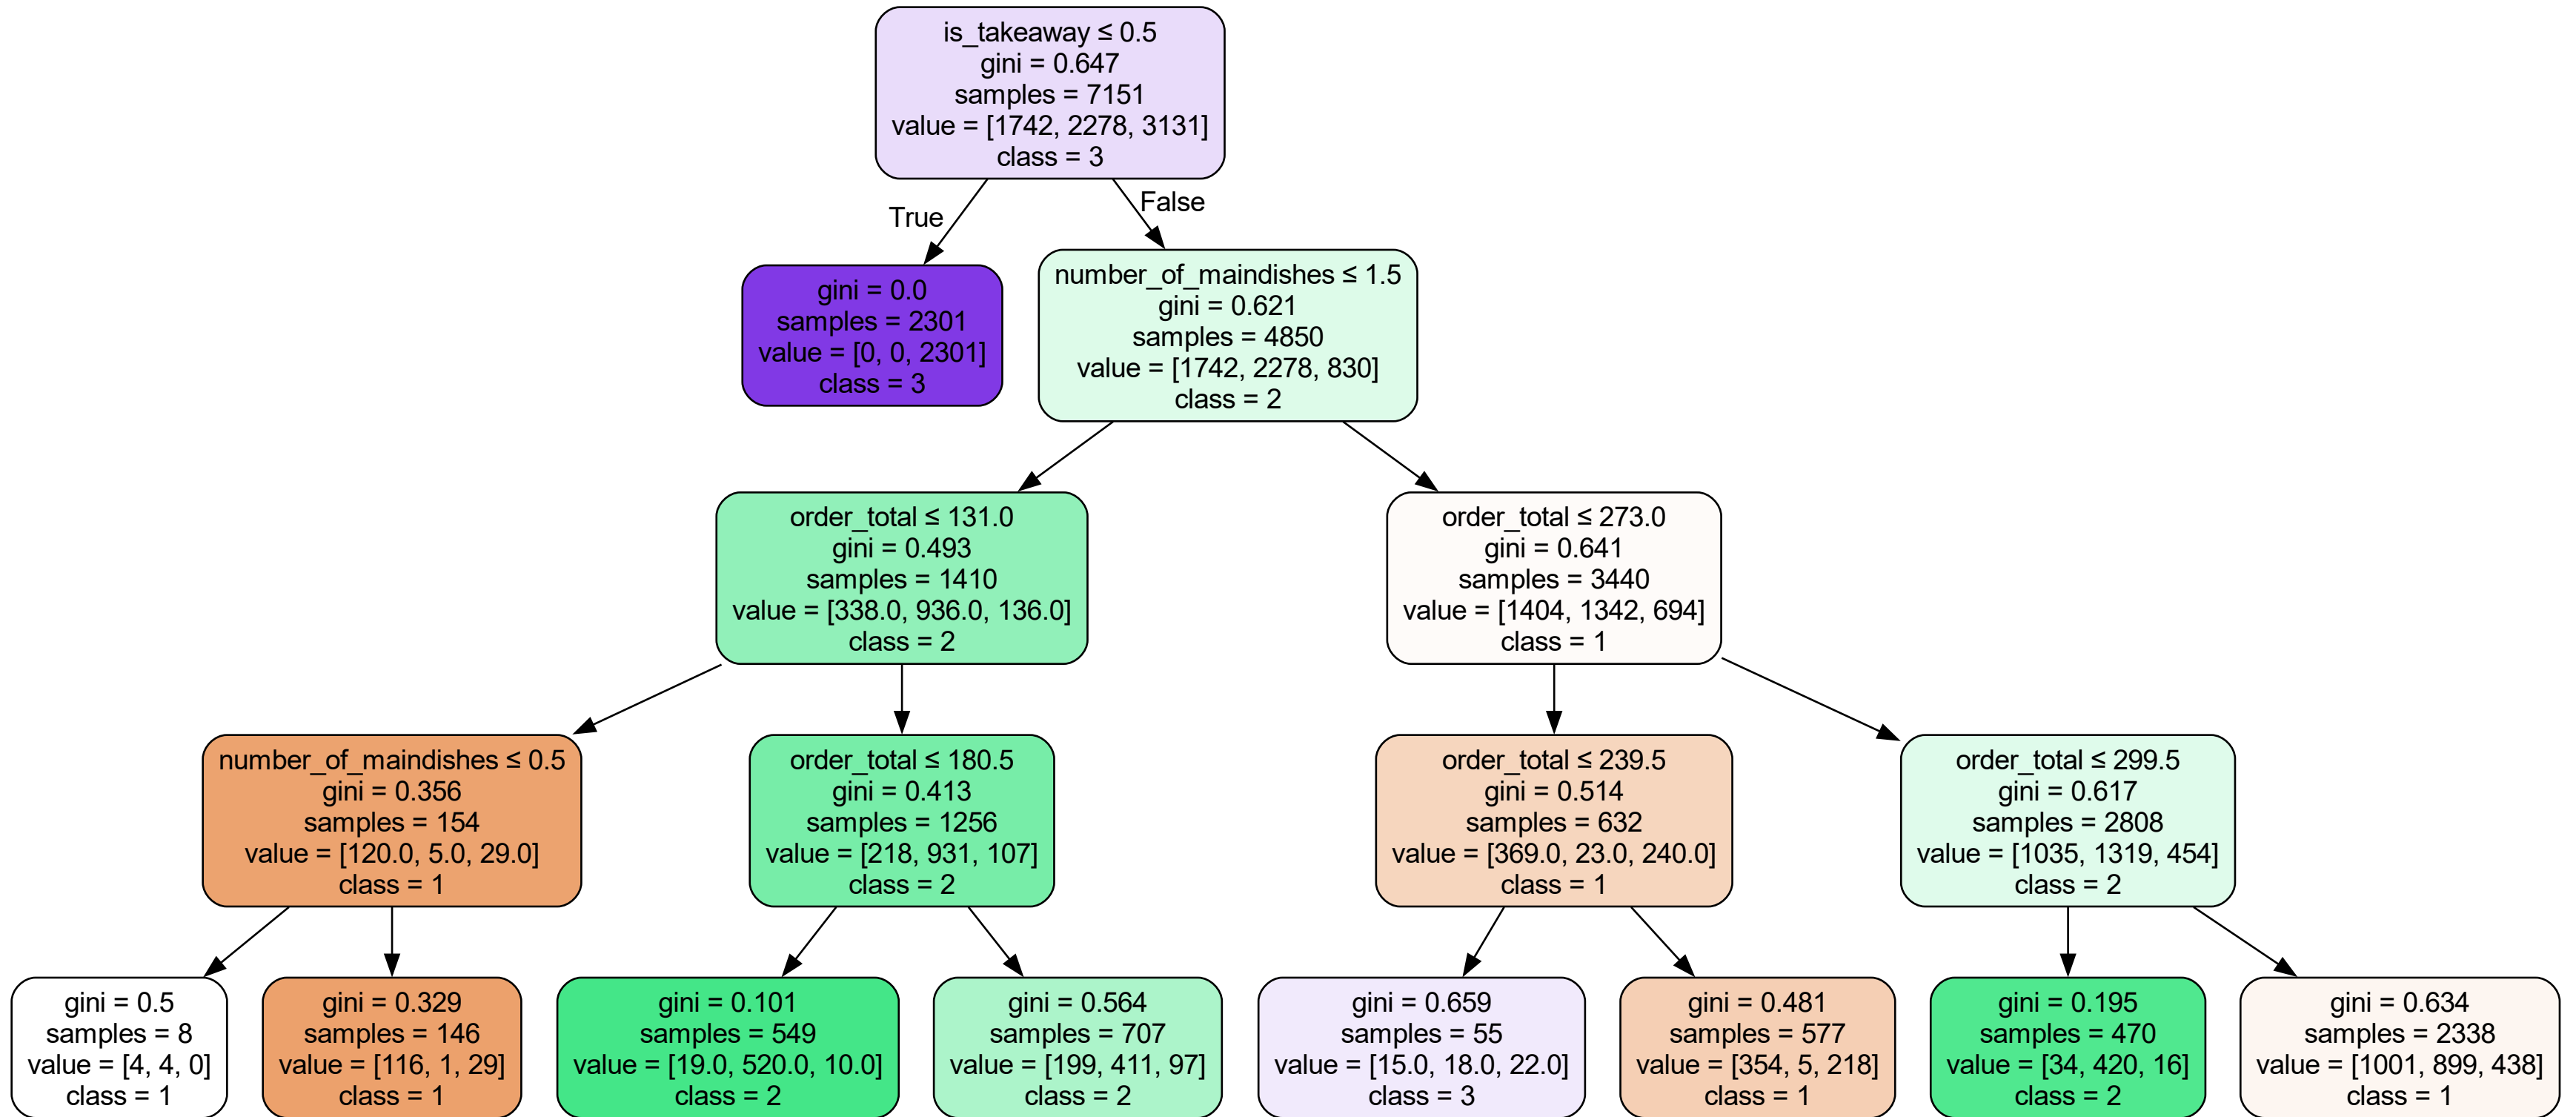 is_takeaway ≤ 0.5
gini = 0.647
samples = 7151
value = [1742, 2278, 3131]
class = 3
True
False
gini = 0.0
samples = 2301
value = [0, 0, 2301]
class = 3
number_of_maindishes ≤ 1.5
gini = 0.621
samples = 4850
value = [1742, 2278, 830]
class = 2
order_total ≤ 131.0
gini = 0.493
samples = 1410
value = [338.0, 936.0, 136.0]
class = 2
order_total ≤ 273.0
gini = 0.641
samples = 3440
value = [1404, 1342, 694]
class = 1
number_of_maindishes ≤ 0.5
gini = 0.356
samples = 154
value = [120.0, 5.0, 29.0]
class = 1
order_total ≤ 180.5
gini = 0.413
samples = 1256
value = [218, 931, 107]
class = 2
order_total ≤ 239.5
gini = 0.514
samples = 632
value = [369.0, 23.0, 240.0]
class = 1
order_total ≤ 299.5
gini = 0.617
samples = 2808
value = [1035, 1319, 454]
class = 2
gini = 0.5
samples = 8
value = [4, 4, 0]
class = 1
gini = 0.329
samples = 146
value = [116, 1, 29]
class = 1
gini = 0.101
samples = 549
value = [19.0, 520.0, 10.0]
class = 2
gini = 0.564
samples = 707
value = [199, 411, 97]
class = 2
gini = 0.659
samples = 55
value = [15.0, 18.0, 22.0]
class = 3
gini = 0.481
samples = 577
value = [354, 5, 218]
class = 1
gini = 0.195
samples = 470
value = [34, 420, 16]
class = 2
gini = 0.634
samples = 2338
value = [1001, 899, 438]
class = 1